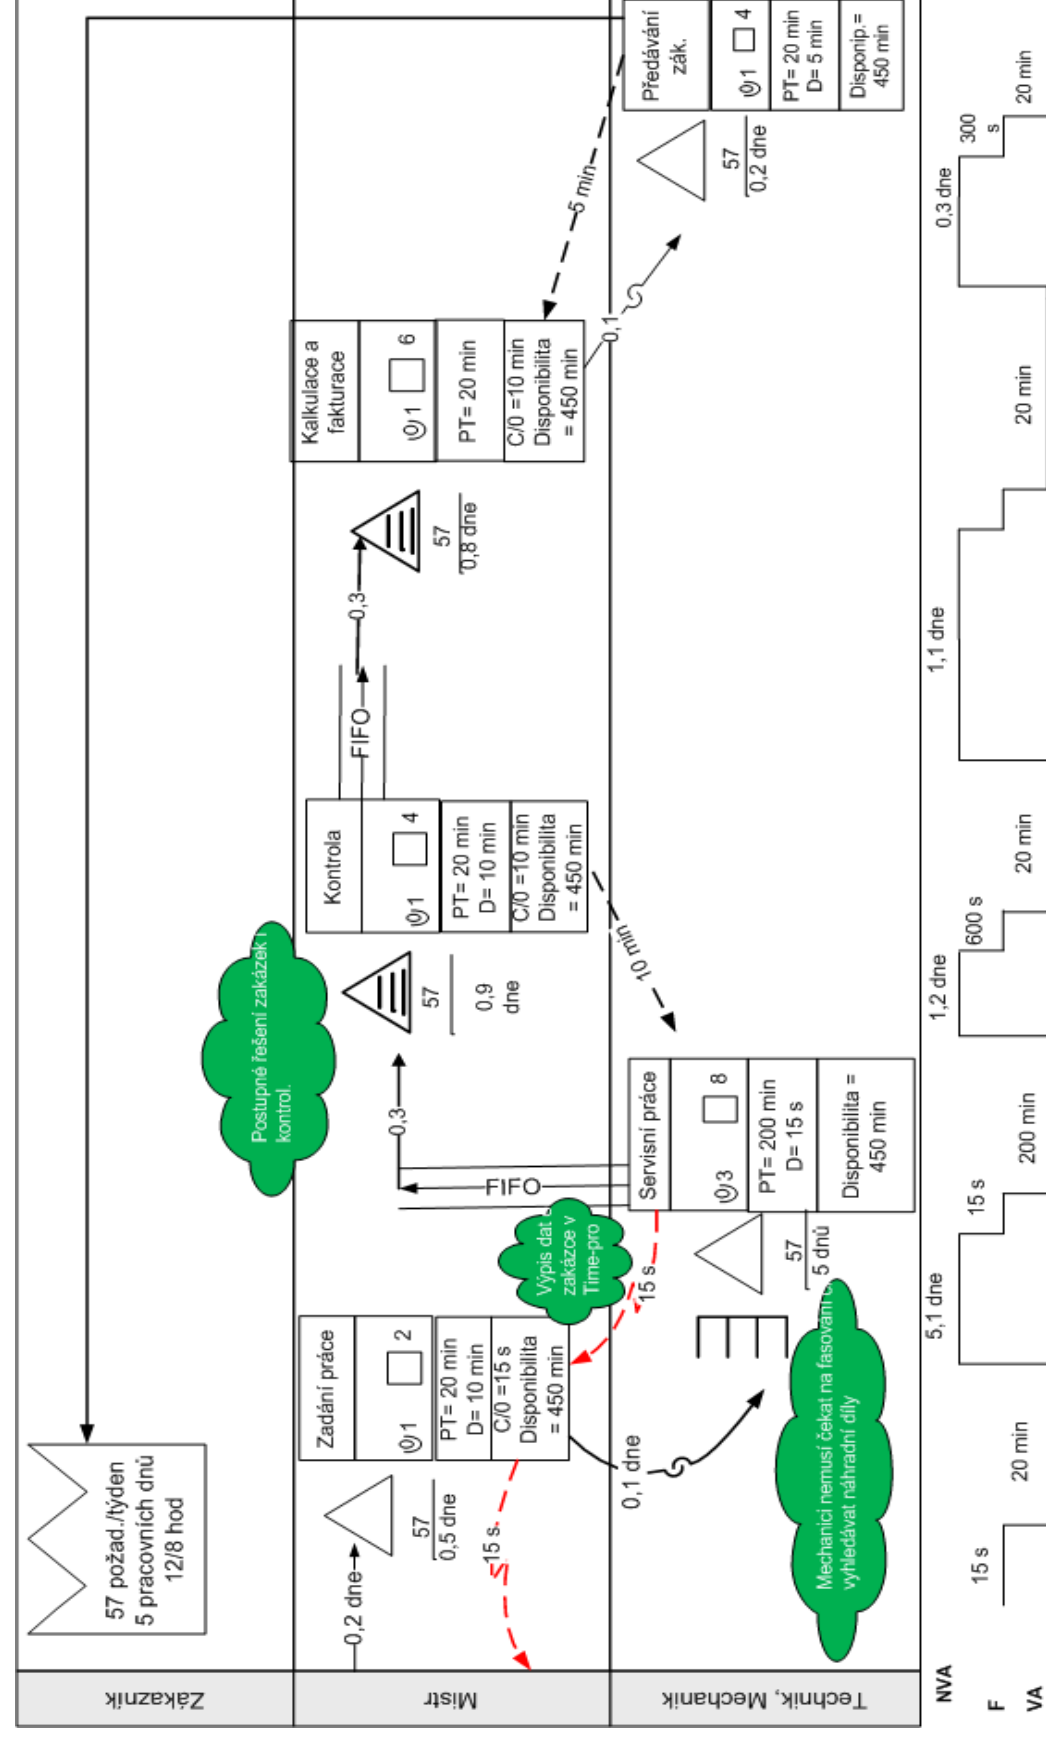 Zákazník
Mistr
Technik, Mechanik
57 požad./týden
5 pracovních dnů
12/8 hod
0,2 dne
57
0,5 dne
Zadání práce
1
2
PT= 20 min
D= 10 min
C/0 =15 s
Disponibilita
= 450 min
15 s
0,1 dne
Mechanici nemusí čekat na fasování
vyhledávat náhradní díly
57
5 dnů
Servisní práce
3
8
PT= 200 min
D= 15 s
Disponibilita =
450 min
15 s
Výpis dat
zakázce v
Time-pro
FIFO
0,3
Postupné řešení zakázek i
kontrol.
57
0,9
dne
Kontrola
1
4
PT= 20 min
D= 10 min
C/0 =10 min
Disponibilita
= 450 min
10 min
FIFO
0,3
57
0,8 dne
Kalkulace a
fakturace
1
6
PT= 20 min
C/0 =10 min
Disponibilita
= 450 min
0,1
5 min
57
0,2 dne
Předávání
zák.
1
4
PT= 20 min
D= 5 min
Disponip.=
450 min
NVA
5,1 dne
1,2 dne
1,1 dne
0,3 dne
F
15 s
15 s
600 s
300
s
VA
20 min
200 min
20 min
20 min
20 min